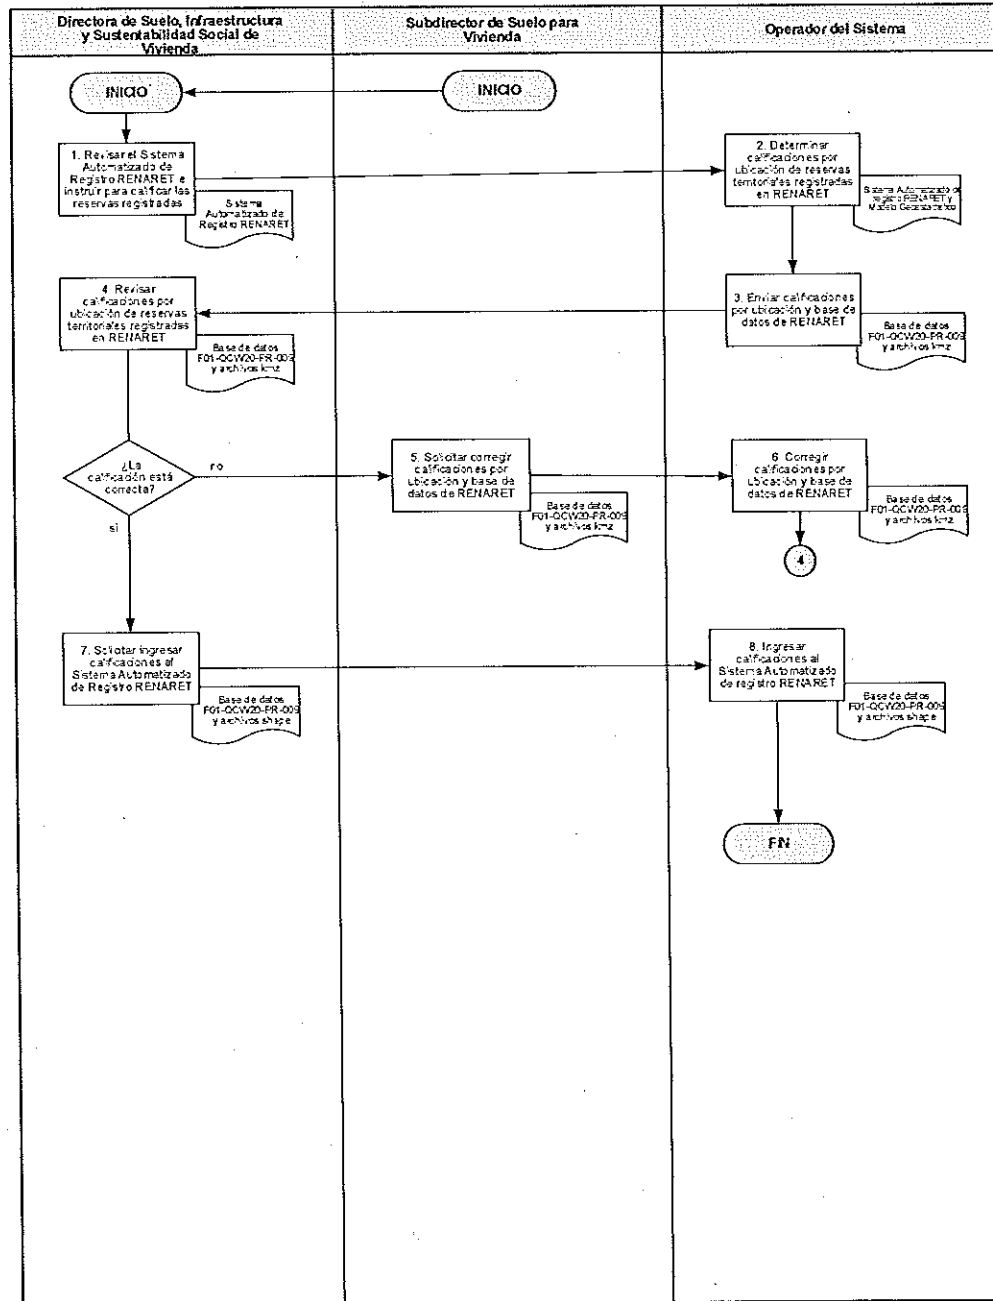 Directora de Suelo, Infraestructura
y Sustentabilidad Social de
Vivienda
Subdirector de Suelo para
Vivienda
Operador del Sistema
INICIO
INICIO
1. Revisar el Sistema
Automatizado de
Registro RENARET e
instruir para calificar las
reservas registradas
Sistema
Automatizado de
Registro RENARET
2. Determinar
calificaciones por
ubicación de reservas
territoriales registradas
en RENARET
Sistema Automatizado de
registro RENARET y
Modelo Geoestadístico
4. Revisar
calificaciones por
ubicación de reservas
territoriales registradas
en RENARET
Base de datos
F01-QCW20-PR-009
y archivos kmz
3. Enviar calificaciones
por ubicación y base de
datos de RENARET
Base de datos
F01-QCW20-PR-009
y archivos kmz
¿La
calificación está
correcta?
no
si
5. Solicitar corregir
calificaciones por
ubicación y base de
datos de RENARET
Base de datos
F01-QCW20-PR-009
y archivos kmz
6. Corregir
calificaciones por
ubicación y base de
datos de RENARET
Base de datos
F01-QCW20-PR-009
y archivos kmz
4
7. Solicitar ingresar
calificaciones al
Sistema Automatizado
de Registro RENARET
Base de datos
F01-QCW20-PR-009
y archivos shape
8. Ingresar
calificaciones al
Sistema Automatizado
de registro RENARET
Base de datos
F01-QCW20-PR-009
y archivos shape
FIN